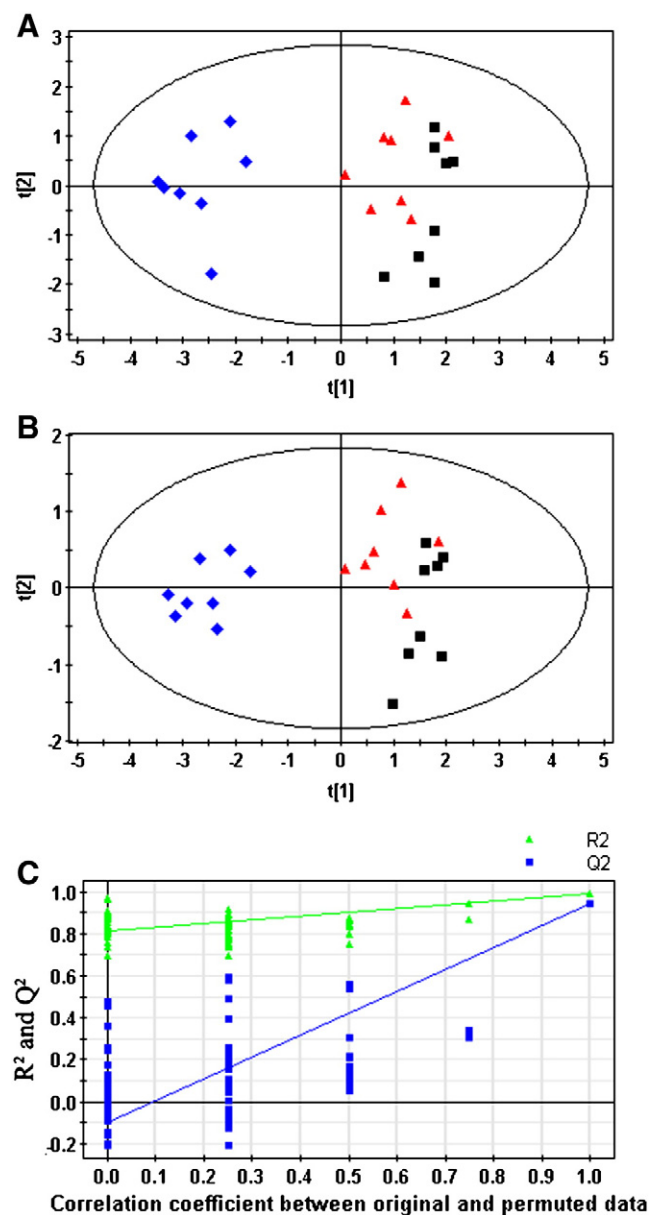 A
3
2
1
0
-1
-2
-3
t[2]
-5 -4 -3 -2 -1 0 1 2 3 4 5
t[1]
B
2
1
0
-1
-2
t[2]
-5 -4 -3 -2 -1 0 1 2 3 4 5
t[1]
R2
Q2
C
1.0
0.8
0.6
0.4
0.2
0.0
-0.2
R² and Q²
0.0 0.1 0.2 0.3 0.4 0.5 0.6 0.7 0.8 0.9 1.0
Correlation coefficient between original and permuted data